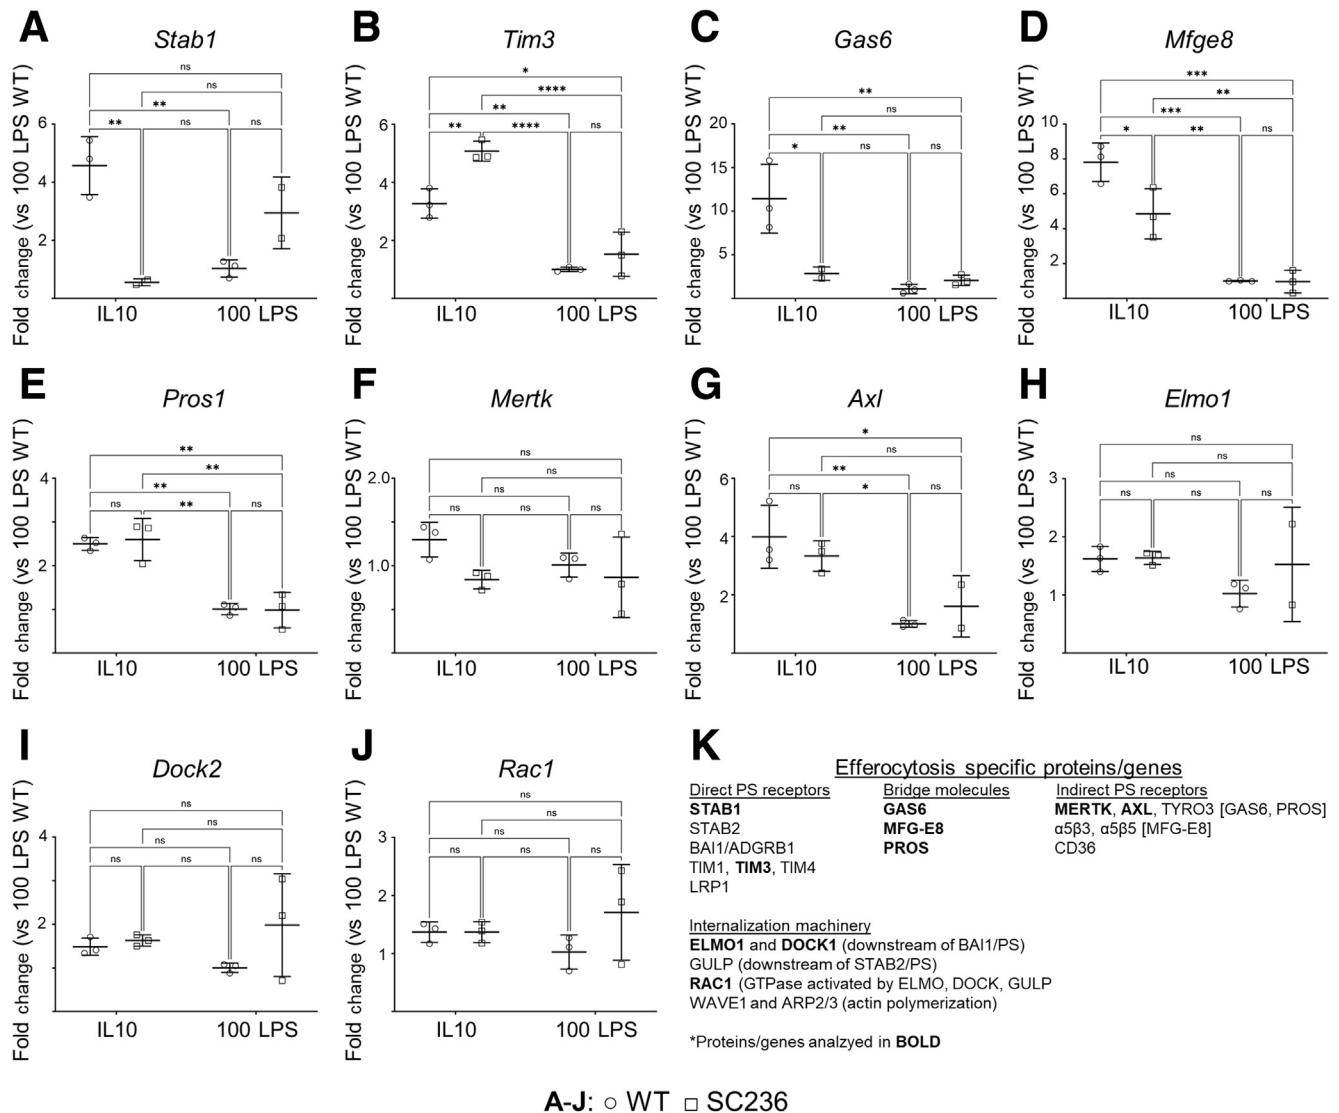 A
Stab1
Fold change (vs 100 LPS WT)
ns
ns
**
**
ns
ns
6
4
2
IL10
100 LPS
B
Tim3
Fold change (vs 100 LPS WT)
*
****
**
**
****
ns
6
4
2
IL10
100 LPS
C
Gas6
Fold change (vs 100 LPS WT)
**
ns
**
*
ns
ns
20
15
10
5
IL10
100 LPS
D
Mfge8
Fold change (vs 100 LPS WT)
***
**
***
*
**
ns
10
8
6
4
2
IL10
100 LPS
E
Pros1
Fold change (vs 100 LPS WT)
**
**
**
ns
**
ns
4
2
IL10
100 LPS
F
Mertk
Fold change (vs 100 LPS WT)
ns
ns
ns
ns
ns
ns
2.0
1.0
IL10
100 LPS
G
Axl
Fold change (vs 100 LPS WT)
*
ns
**
ns
*
ns
6
4
2
IL10
100 LPS
H
Elmo1
Fold change (vs 100 LPS WT)
ns
ns
ns
ns
ns
ns
3
2
1
IL10
100 LPS
I
Dock2
Fold change (vs 100 LPS WT)
ns
ns
ns
ns
ns
ns
4
2
IL10
100 LPS
J
Rac1
Fold change (vs 100 LPS WT)
ns
ns
ns
ns
ns
ns
3
2
1
IL10
100 LPS
K
Efferocytosis specific proteins/genes
Direct PS receptors
STAB1
STAB2
BAI1/ADGRB1
TIM1, TIM3, TIM4
LRP1
Bridge molecules
GAS6
MFG-E8
PROS
Indirect PS receptors
MERTK, AXL, TYRO3 [GAS6, PROS]
α5β3, α5β5 [MFG-E8]
CD36
Internalization machinery
ELMO1 and DOCK1 (downstream of BAI1/PS)
GULP (downstream of STAB2/PS)
RAC1 (GTPase activated by ELMO, DOCK, GULP
WAVE1 and ARP2/3 (actin polymerization)
*Proteins/genes analzyed in BOLD
A-J: ○ WT □ SC236